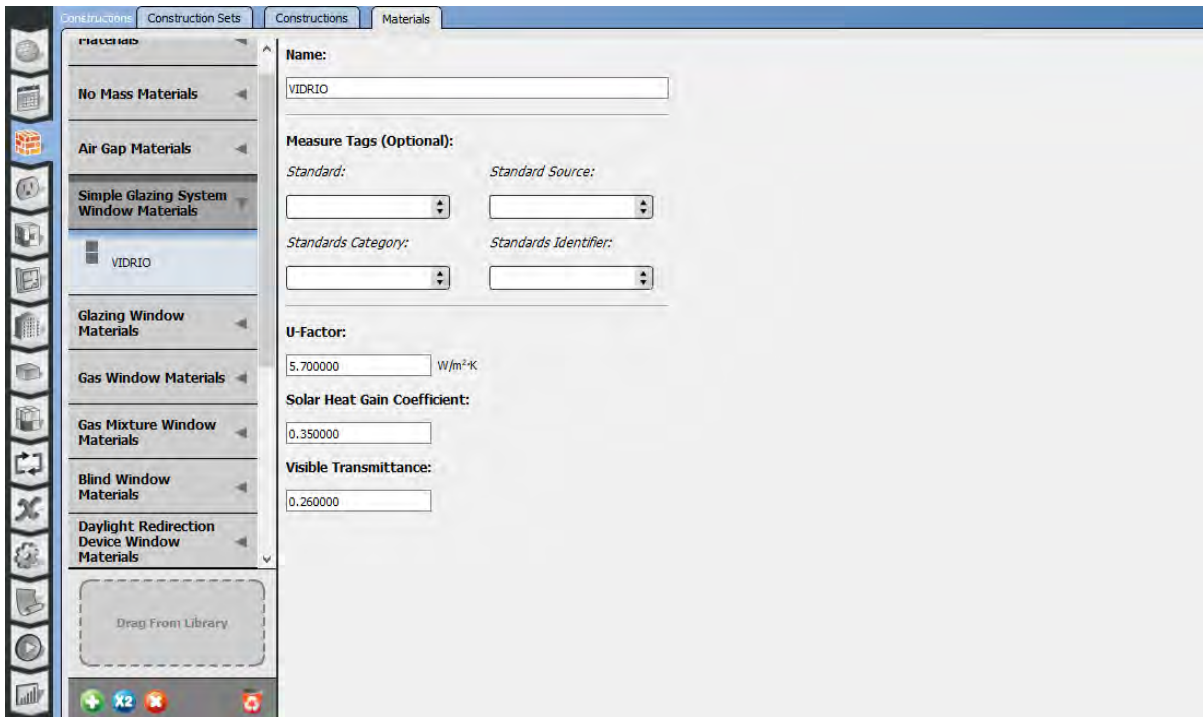 Constructions
Construction Sets
Constructions
Materials
Materials
No Mass Materials
Air Gap Materials
Simple Glazing System
Window Materials
VIDRIO
Glazing Window
Materials
Gas Window Materials
Gas Mixture Window
Materials
Blind Window
Materials
Daylight Redirection
Device Window
Materials
Drag From Library
X2
Name:
VIDRIO
Measure Tags (Optional):
Standard: Standard Source:
Standards Category: Standards Identifier:
U-Factor:
5.700000 W/m²·K
Solar Heat Gain Coefficient:
0.350000
Visible Transmittance:
0.260000